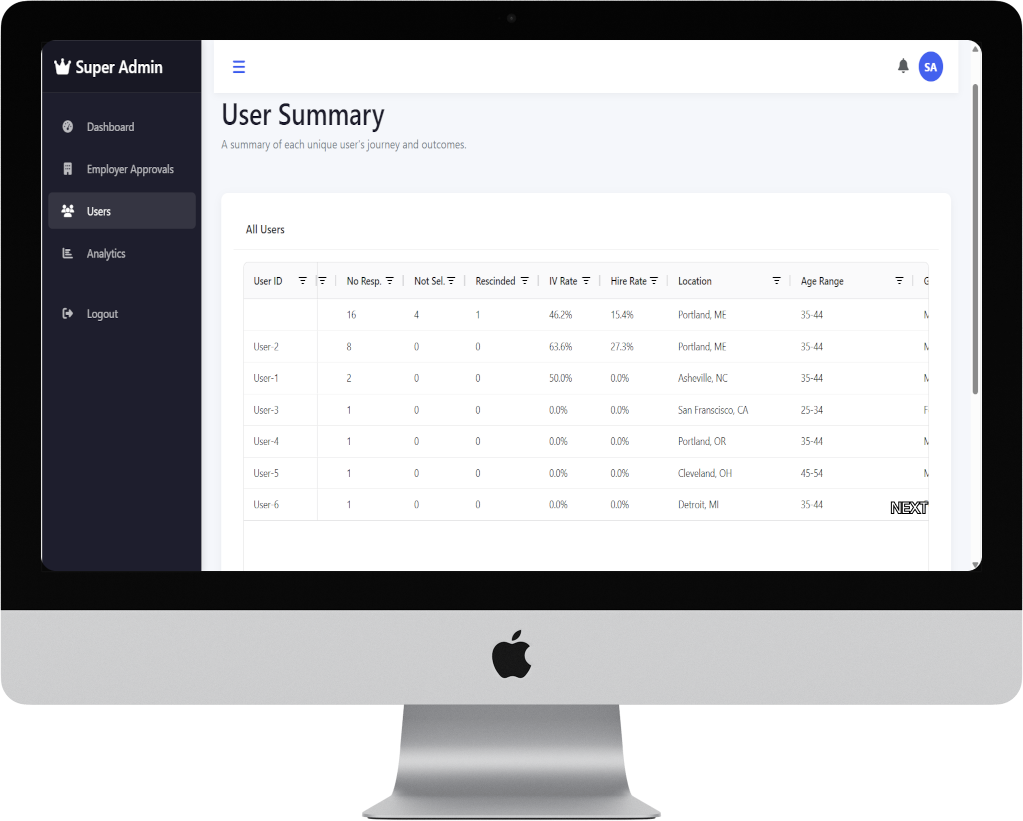 Super Admin
SA
Dashboard
Employer Approvals
Users
Analytics
Logout
User Summary
A summary of each unique user's journey and outcomes.
All Users
User ID No Resp. Not Sel. Rescinded IV Rate Hire Rate Location Age Range
16 4 1 46.2% 15.4% Portland, ME 35-44
User-2 8 0 0 63.6% 27.3% Portland, ME 35-44
User-1 2 0 0 50.0% 0.0% Asheville, NC 35-44
User-3 1 0 0 0.0% 0.0% San Franscisco, CA 25-34
User-4 1 0 0 0.0% 0.0% Portland, OR 35-44
User-5 1 0 0 0.0% 0.0% Cleveland, OH 45-54
User-6 1 0 0 0.0% 0.0% Detroit, MI 35-44
NEXT